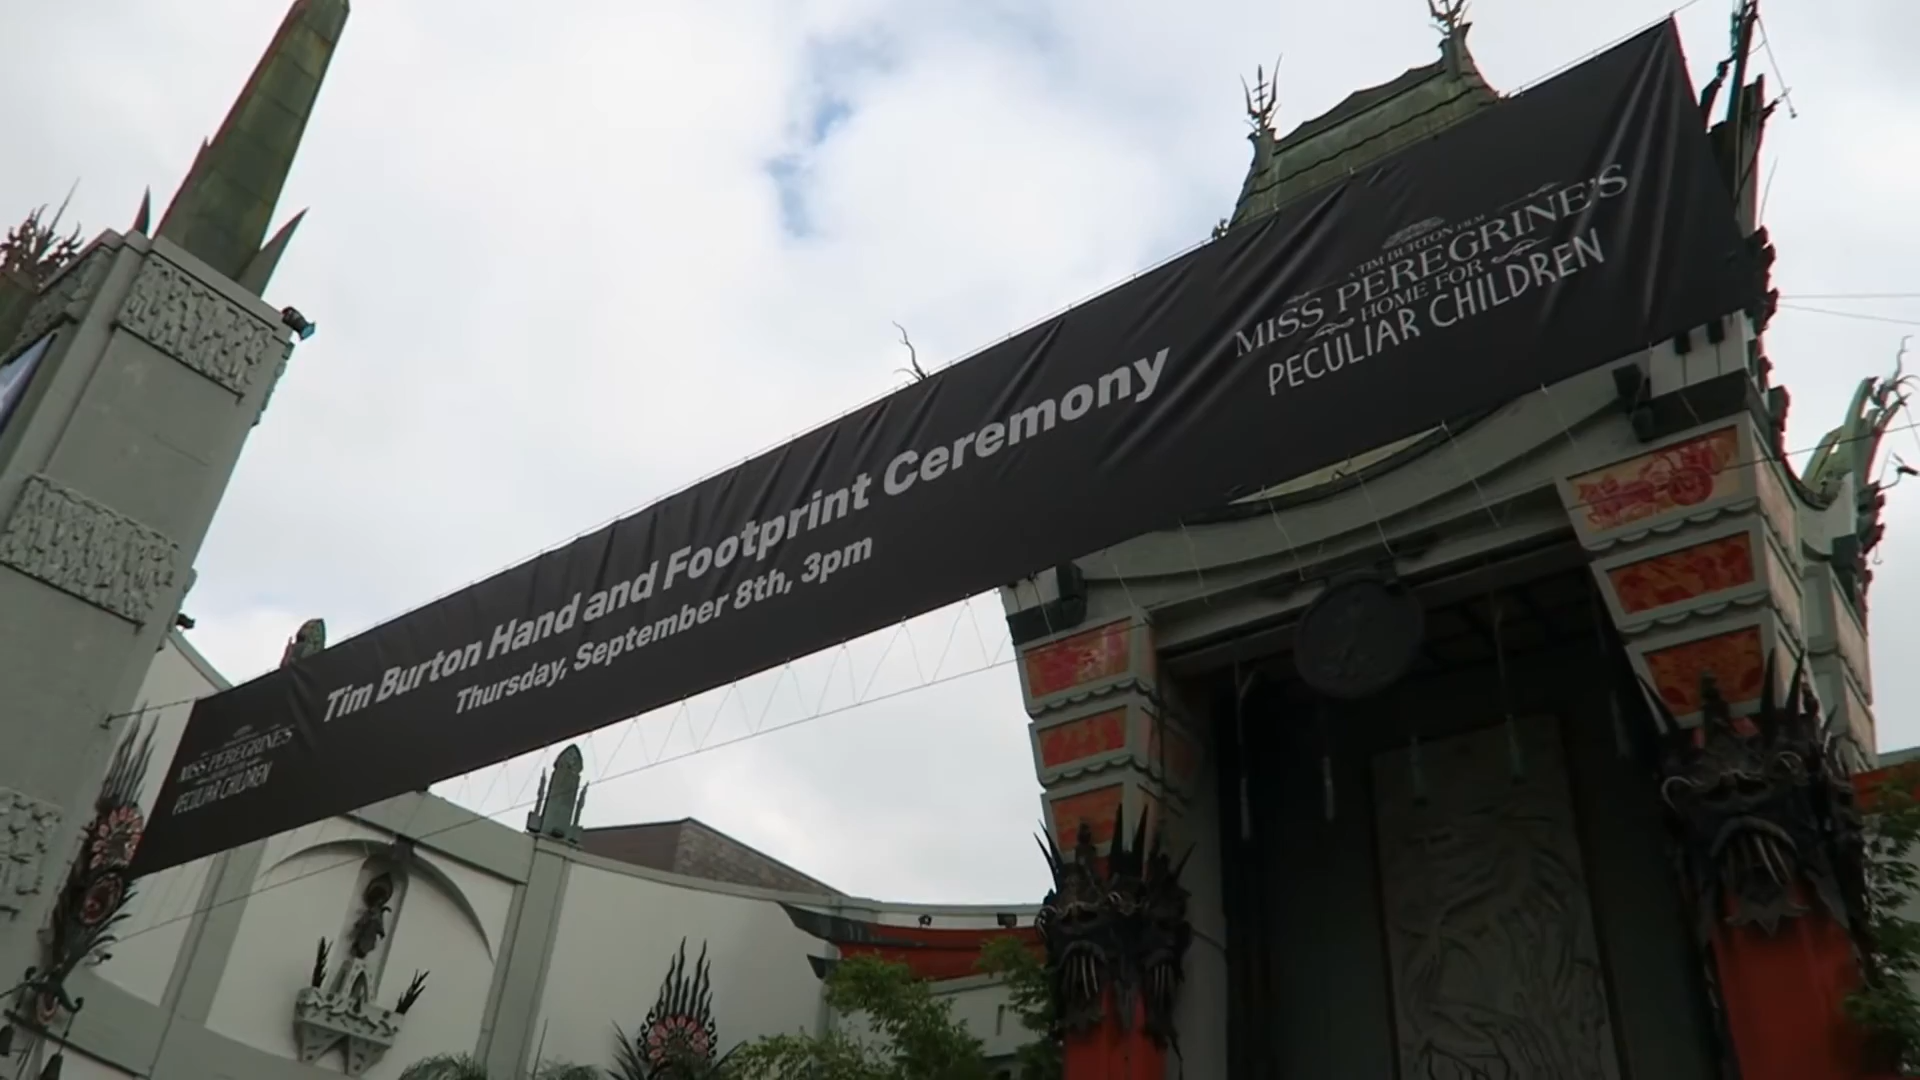 Tim Burton Hand and Footprint Ceremony
Thursday, September 8th, 3pm
A TIM BURTON FILM
MISS PEREGRINE'S
HOME FOR
PECULIAR CHILDREN
MISS PEREGRINE'S
PECULIAR CHILDREN